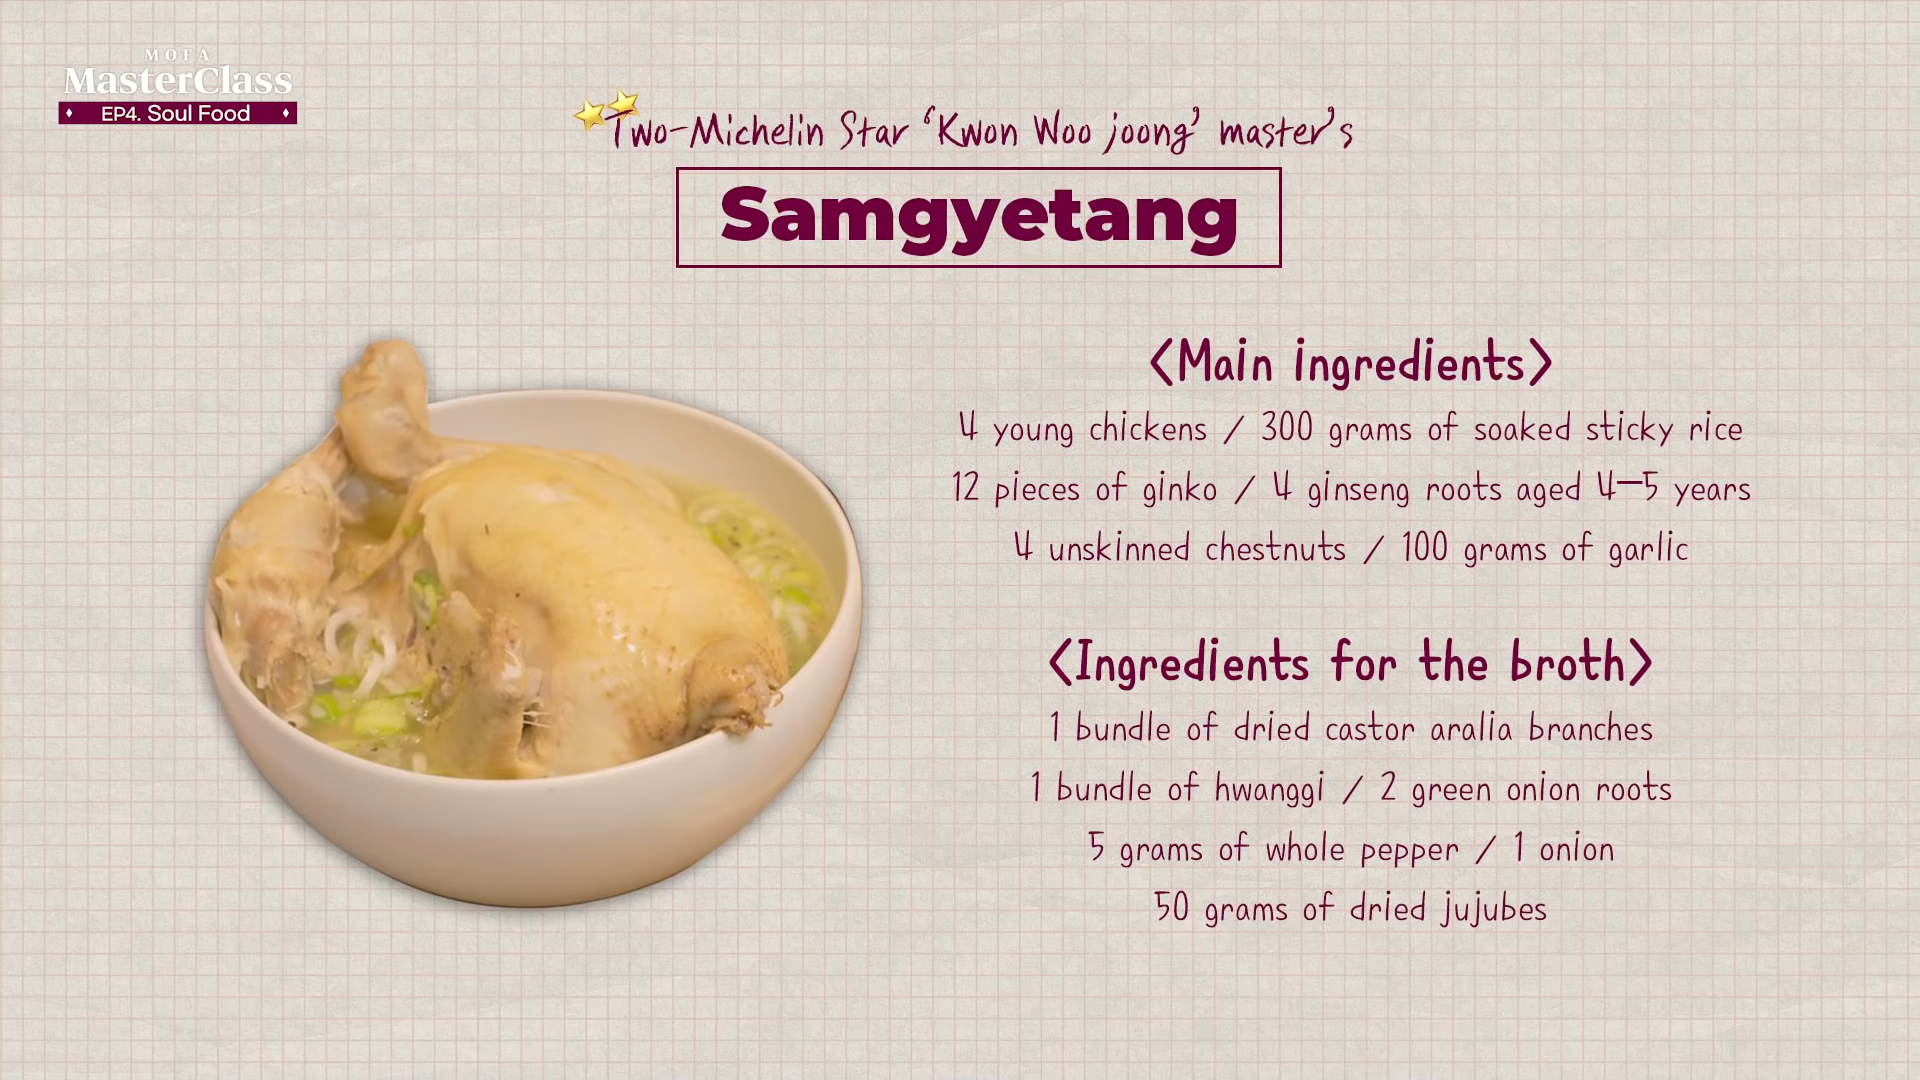 MOFA
MasterClass
EP4. Soul Food
Two-Michelin Star ‘Kwon Woo joong’ master’s
Samgyetang
<Main ingredients>
4 young chickens / 300 grams of soaked sticky rice
12 pieces of ginko / 4 ginseng roots aged 4–5 years
4 unskinned chestnuts / 100 grams of garlic
<Ingredients for the broth>
1 bundle of dried castor aralia branches
1 bundle of hwanggi / 2 green onion roots
5 grams of whole pepper / 1 onion
50 grams of dried jujubes